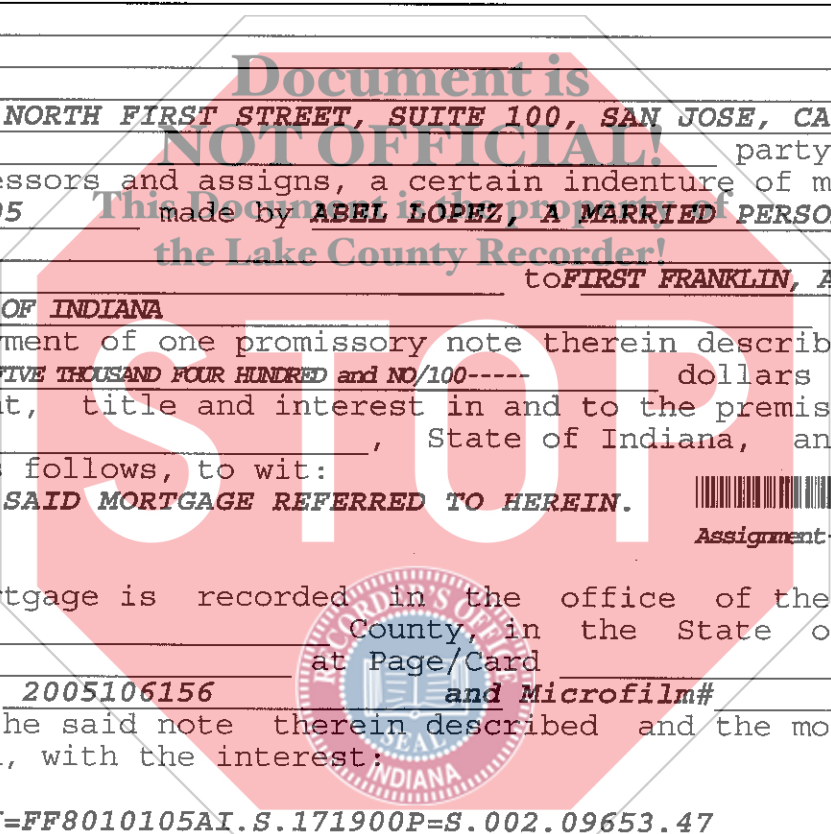 Document is
NORTH FIRST STREET, SUITE 100, SAN JOSE, CA
NOT OFFICIAL!
party
essors and assigns, a certain indenture of m
05 made by ABEL LOPEZ, A MARRIED PERSO
This Document is the property of
the Lake County Recorder!
to FIRST FRANKLIN, A
OF INDIANA
ment of one promissory note therein describ
FIVE THOUSAND FOUR HUNDRED and NO/100----- dollars
t, title and interest in and to the premis
, State of Indiana, an
s follows, to wit:
SAID MORTGAGE REFERRED TO HEREIN.
STOP
Assignment-
tgage is recorded in the office of the
County, in the State o
at Page/Card
2005106156 and Microfilm#
he said note therein described and the mo
, with the interest:
RECORDER'S OFFICE
SEAL
INDIANA
=FF8010105AI.S.171900P=S.002.09653.47